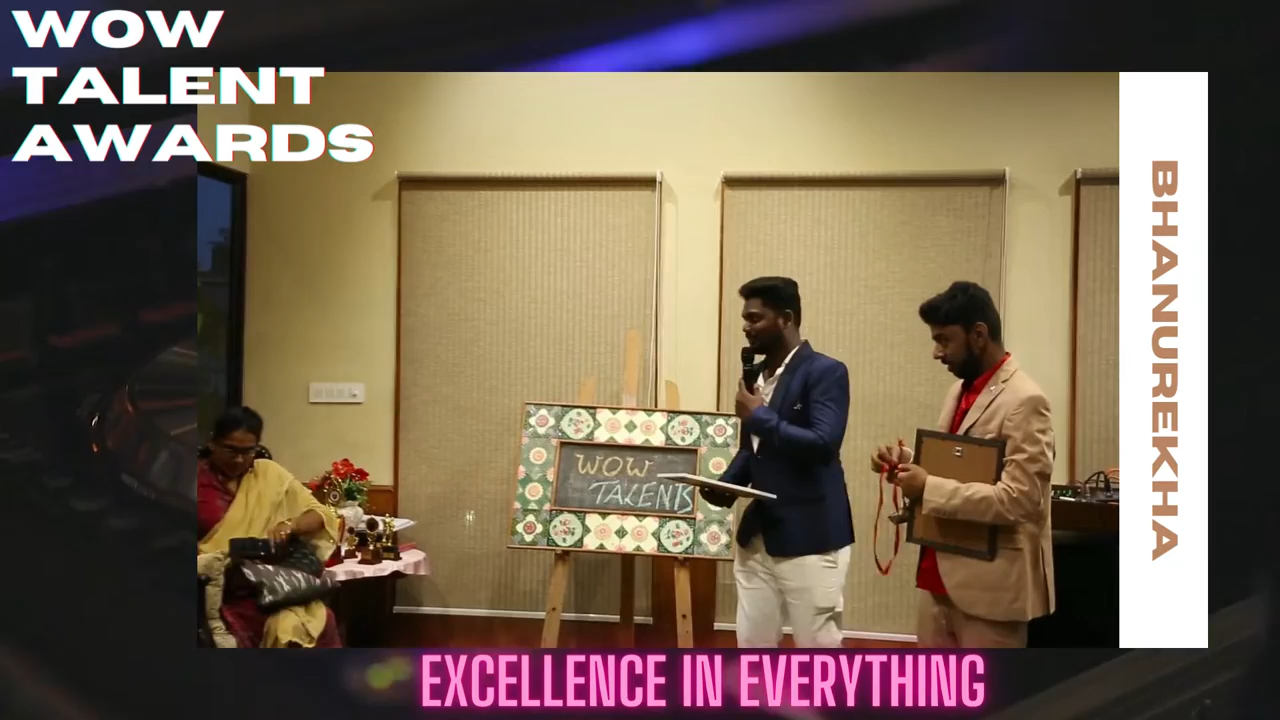 WOW
TALENT
AWARDS
WOW
TALENTS
BHANUREKHA
EXCELLENCE IN EVERYTHING